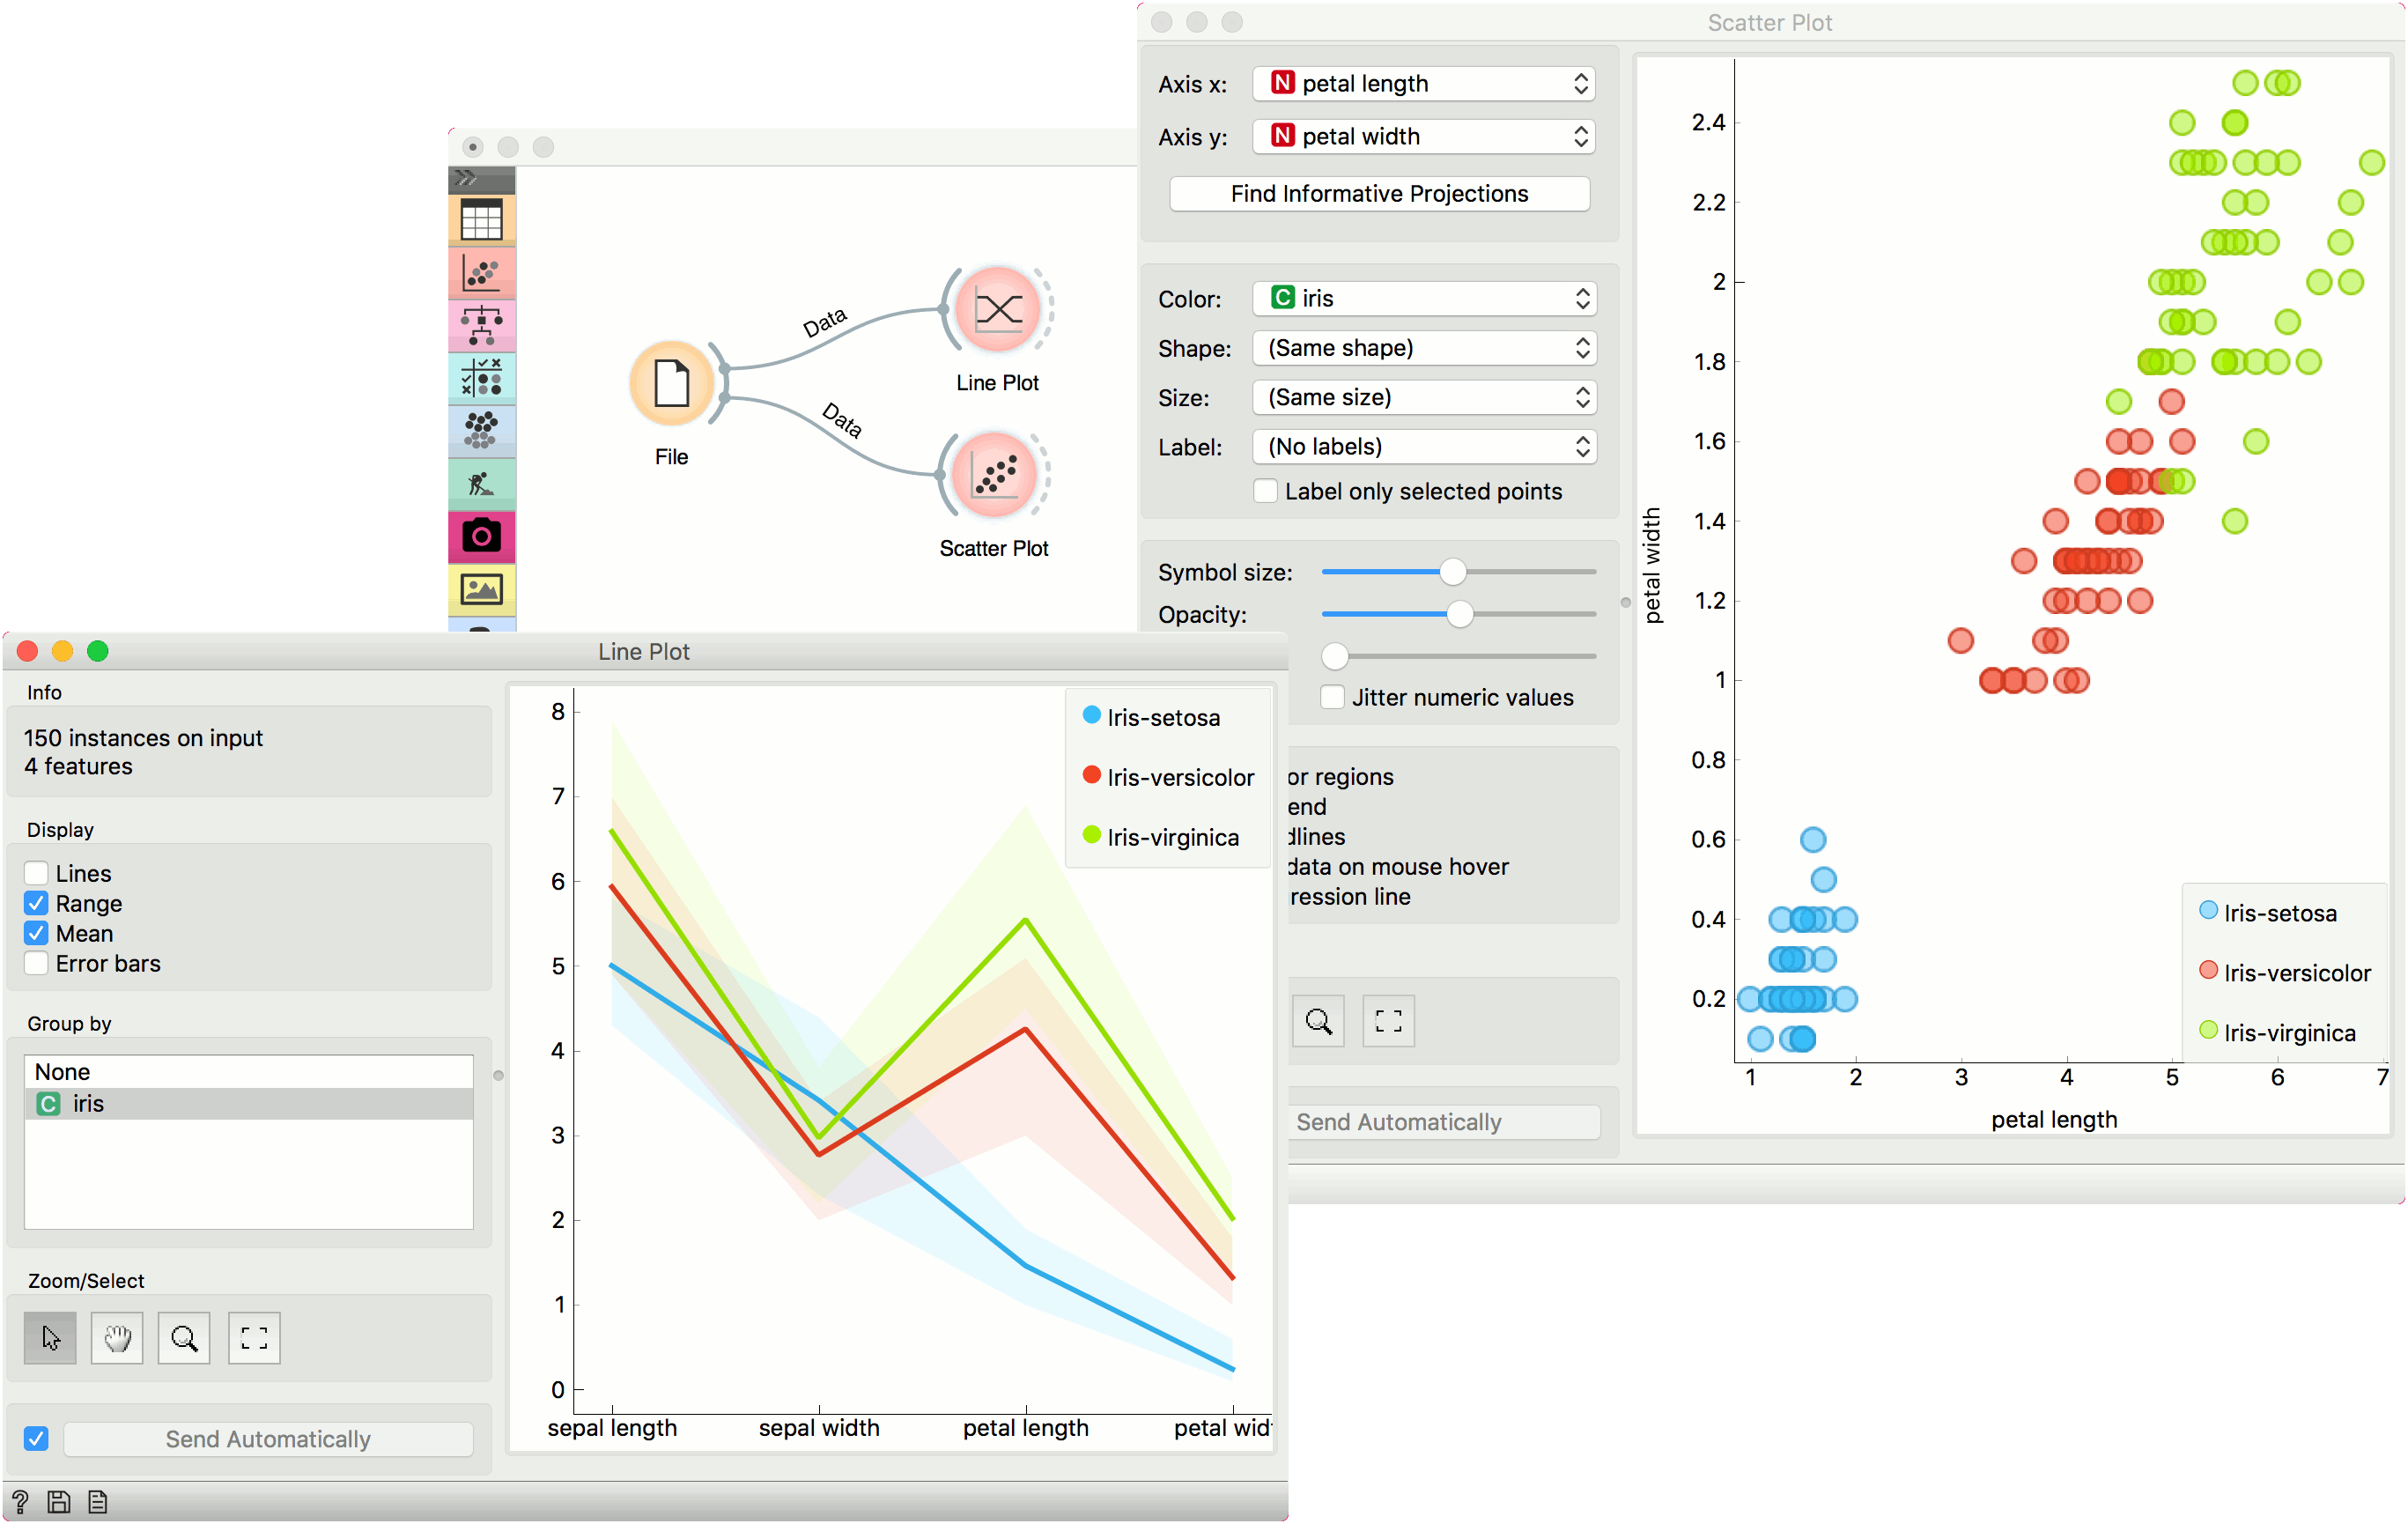 Scatter Plot
Axis x: N petal length
Axis y: N petal width
Find Informative Projections
Color: C iris
Shape: (Same shape)
Size: (Same size)
Label: (No labels)
Label only selected points
Symbol size:
Opacity:
Jitter numeric values
or regions
end
dlines
data on mouse hover
ression line
Send Automatically
petal width
2.4
2.2
2
1.8
1.6
1.4
1.2
1
0.8
0.6
0.4
0.2
1 2 3 4 5 6 7
petal length
Iris-setosa
Iris-versicolor
Iris-virginica
File
Data
Data
Line Plot
Scatter Plot
Line Plot
Info
150 instances on input
4 features
Display
Lines
Range
Mean
Error bars
Group by
None
C iris
Zoom/Select
Send Automatically
8
7
6
5
4
3
2
1
0
sepal length sepal width petal length petal widt
Iris-setosa
Iris-versicolor
Iris-virginica
?